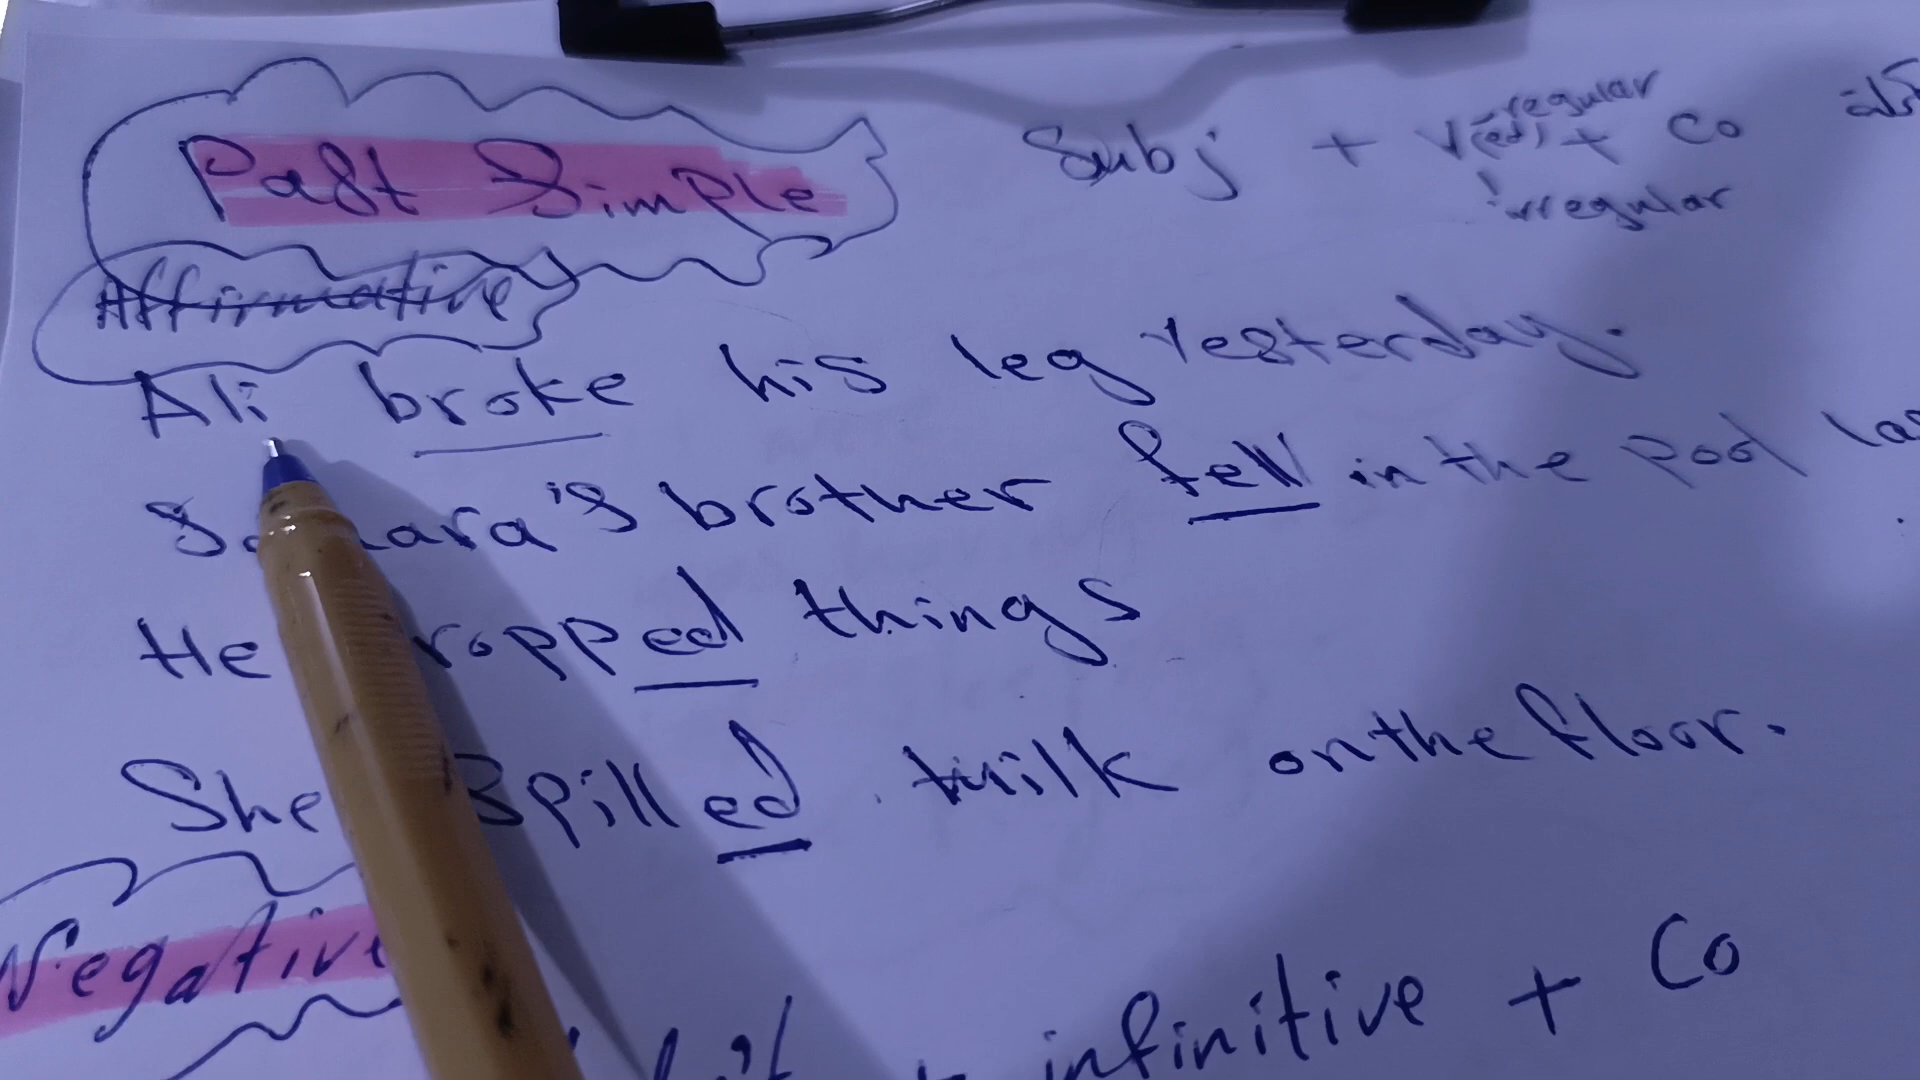 Past Simple
Subj + V(ed) + Co
regular
irregular
Affirmative
Ali broke his leg yesterday.
brother fell in the pool
He things
She spilled milk on the floor.
Negative
infinitive + Co